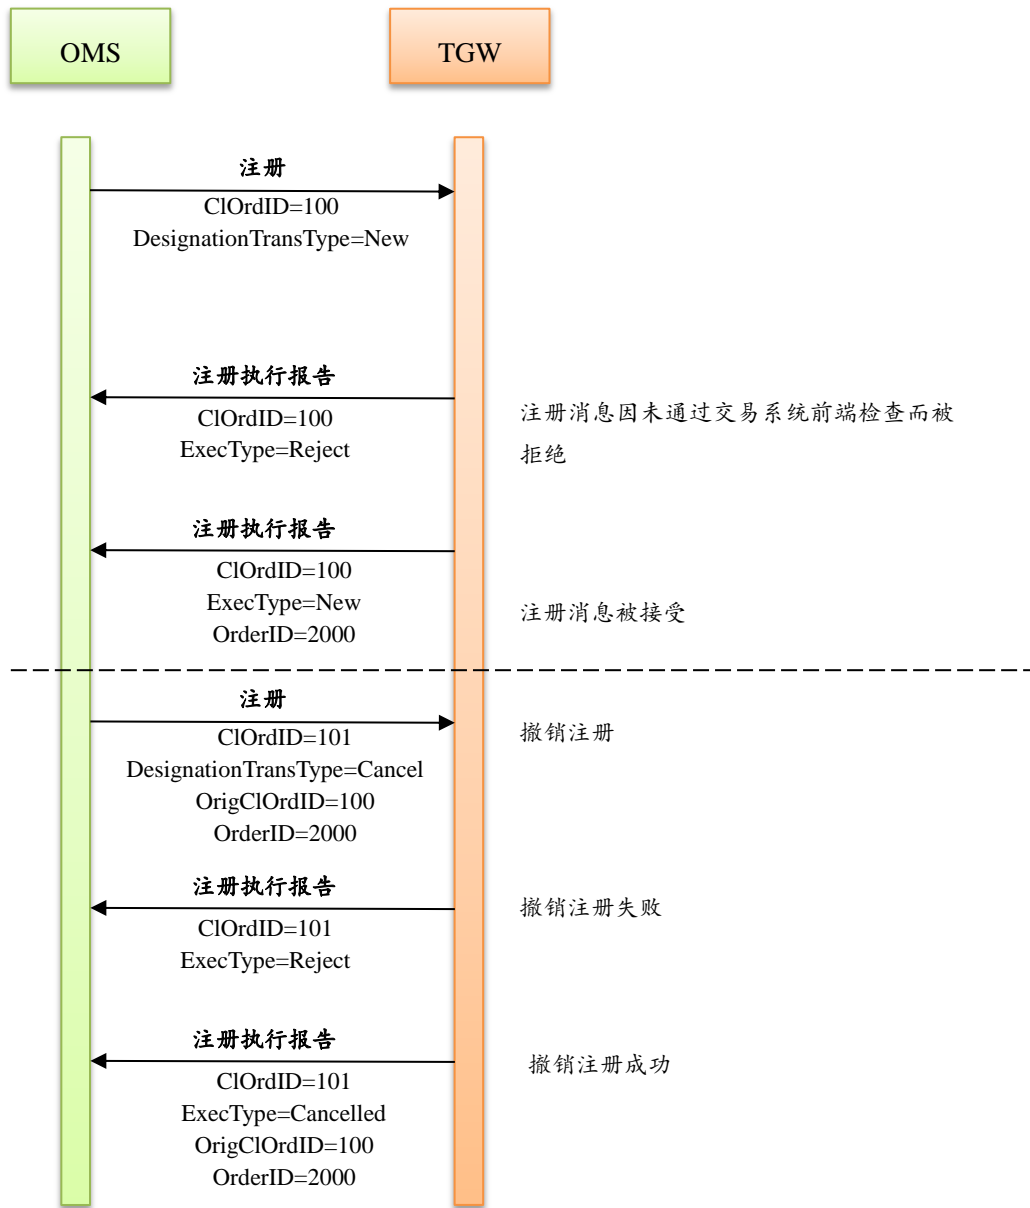 OMS
TGW
注册
ClOrdID=100
DesignationTransType=New
注册执行报告
ClOrdID=100
ExecType=Reject
注册消息因未通过交易系统前端检查而被
拒绝
注册执行报告
ClOrdID=100
ExecType=New
OrderID=2000
注册消息被接受
注册
ClOrdID=101
DesignationTransType=Cancel
OrigClOrdID=100
OrderID=2000
撤销注册
注册执行报告
ClOrdID=101
ExecType=Reject
撤销注册失败
注册执行报告
ClOrdID=101
ExecType=Cancelled
OrigClOrdID=100
OrderID=2000
撤销注册成功